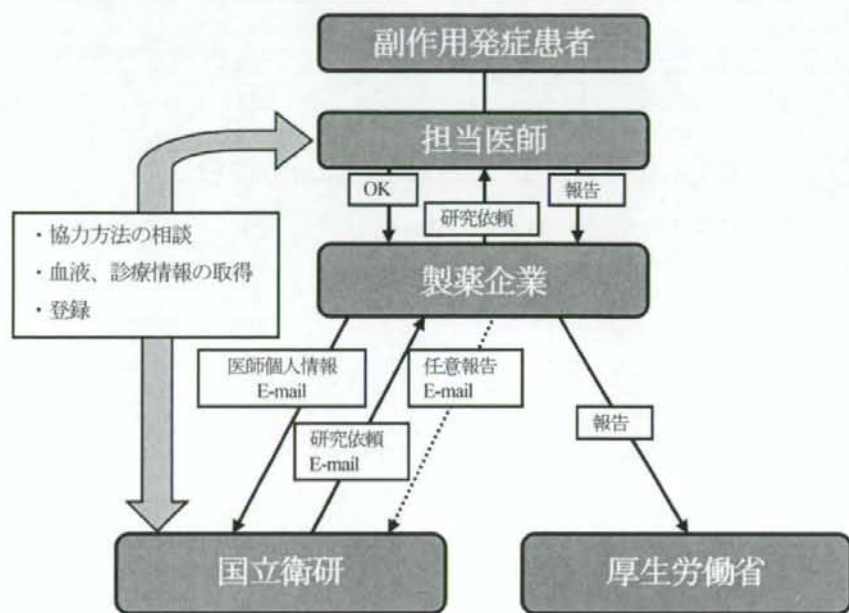 副作用発症患者
担当医師
OK
報告
研究依頼
・協力方法の相談
・血液、診療情報の取得
・登録
製薬企業
医師個人情報
E-mail
任意報告
E-mail
研究依頼
E-mail
報告
国立衛研
厚生労働省